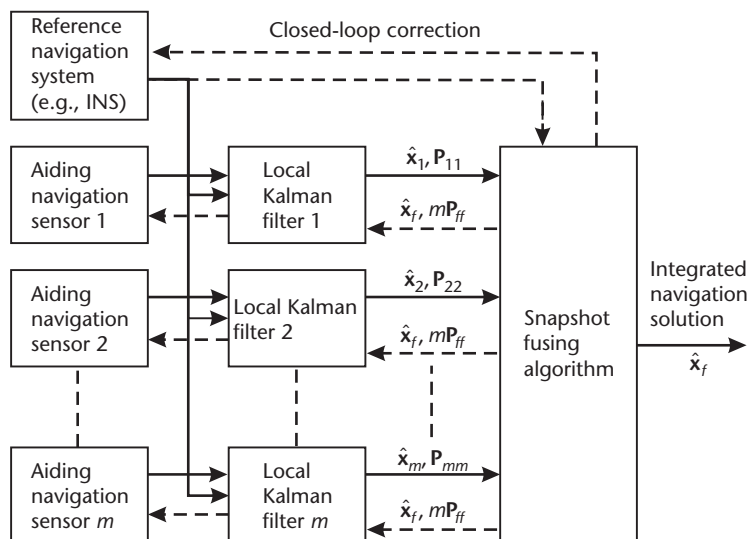 Reference
navigation
system
(e.g., INS)
Closed-loop correction
Aiding
navigation
sensor 1
Local
Kalman
filter 1
x̂₁, P₁₁
x̂f, mPff
Aiding
navigation
sensor 2
Local Kalman
filter 2
x̂₂, P₂₂
x̂f, mPff
Aiding
navigation
sensor m
Local
Kalman
filter m
x̂m, Pmm
x̂f, mPff
Snapshot
fusing
algorithm
Integrated
navigation
solution
x̂f